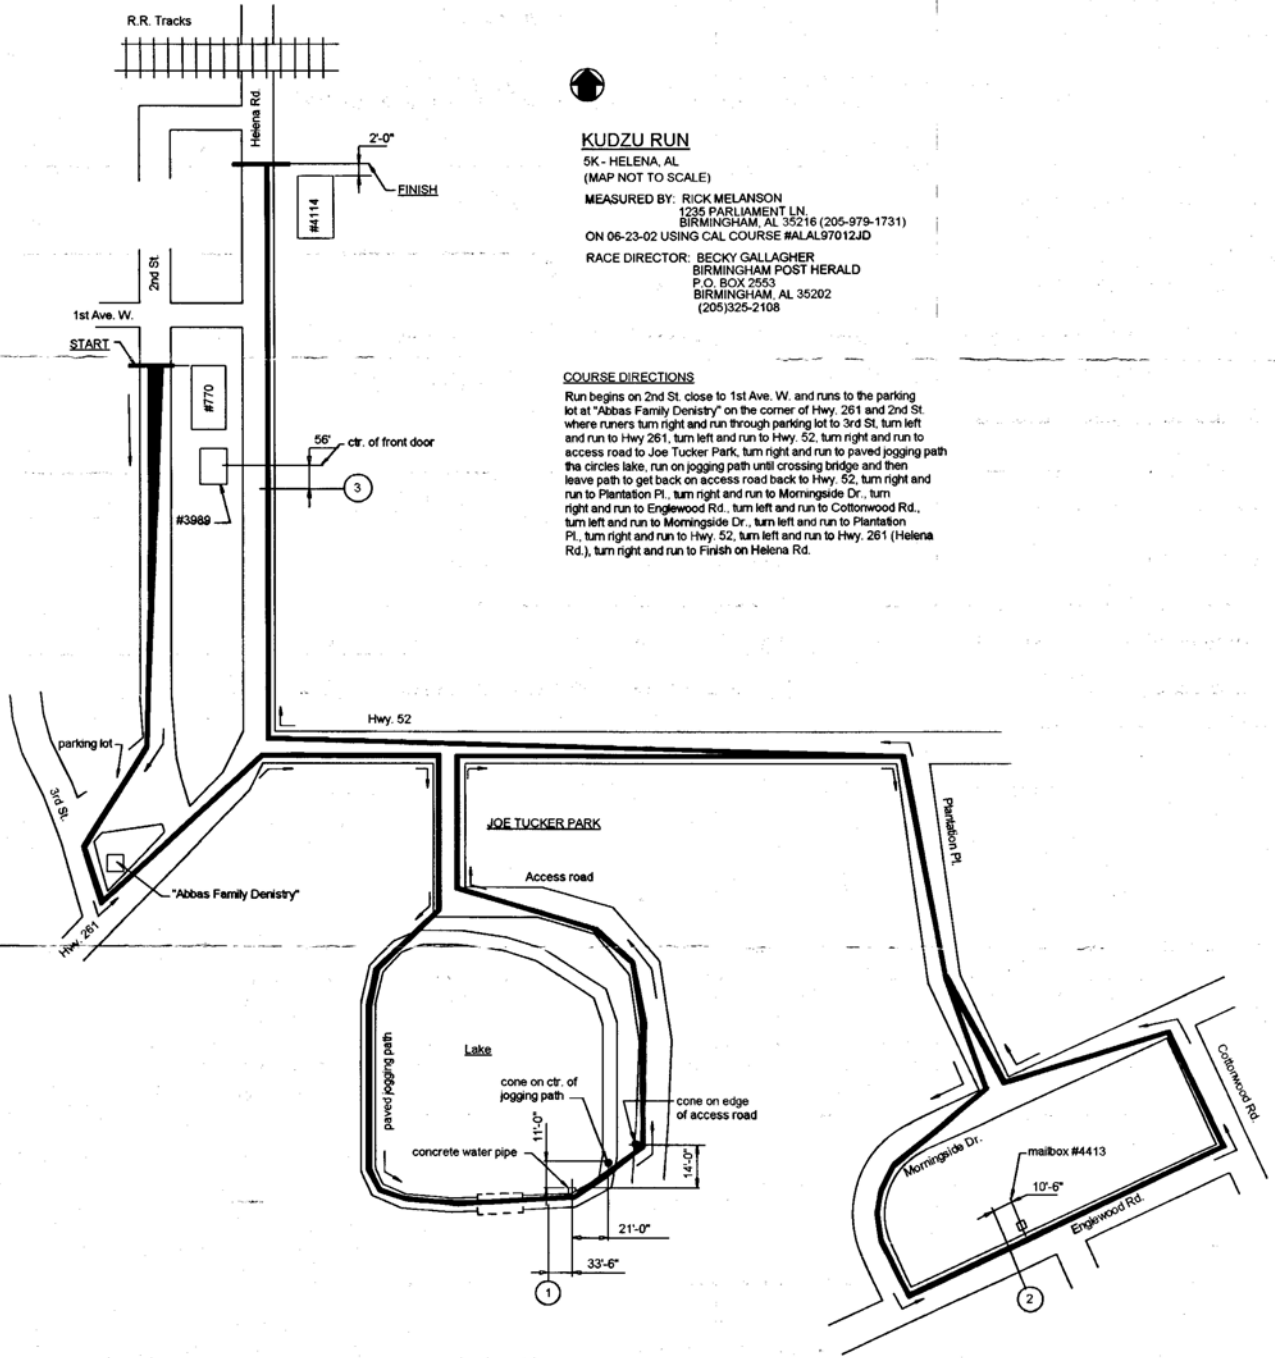 R.R. Tracks
Helena Rd.
2'-0"
FINISH
#4114
2nd St.
1st Ave. W.
START
#770
56'
ctr. of front door
3
#3989
KUDZU RUN
5K - HELENA, AL
(MAP NOT TO SCALE)
MEASURED BY: RICK MELANSON
1235 PARLIAMENT LN.
BIRMINGHAM, AL 35216 (205-979-1731)
ON 06-23-02 USING CAL COURSE #ALAL97012JD
RACE DIRECTOR: BECKY GALLAGHER
BIRMINGHAM POST HERALD
P.O. BOX 2553
BIRMINGHAM, AL 35202
(205)325-2108
COURSE DIRECTIONS
Run begins on 2nd St. close to 1st Ave. W. and runs to the parking
lot at "Abbas Family Denistry" on the corner of Hwy. 261 and 2nd St.
where runers turn right and run through parking lot to 3rd St, turn left
and run to Hwy 261, turn left and run to Hwy. 52, turn right and run to
access road to Joe Tucker Park, turn right and run to paved jogging path
tha circles lake, run on jogging path until crossing bridge and then
leave path to get back on access road back to Hwy. 52, turn right and
run to Plantation Pl., turn right and run to Morningside Dr., turn
right and run to Englewood Rd., turn left and run to Cottonwood Rd.,
turn left and run to Morningside Dr., turn left and run to Plantation
Pl., turn right and run to Hwy. 52, turn left and run to Hwy. 261 (Helena
Rd.), turn right and run to Finish on Helena Rd.
Hwy. 52
parking lot
3rd St.
"Abbas Family Denistry"
Hwy. 261
JOE TUCKER PARK
Access road
Plantation Pl.
paved jogging path
Lake
cone on ctr. of
jogging path
11'-0"
cone on edge
of access road
concrete water pipe
14'-0"
21'-0"
33'-6"
1
Cottonwood Rd.
Morningside Dr.
mailbox #4413
10'-6"
Englewood Rd.
2